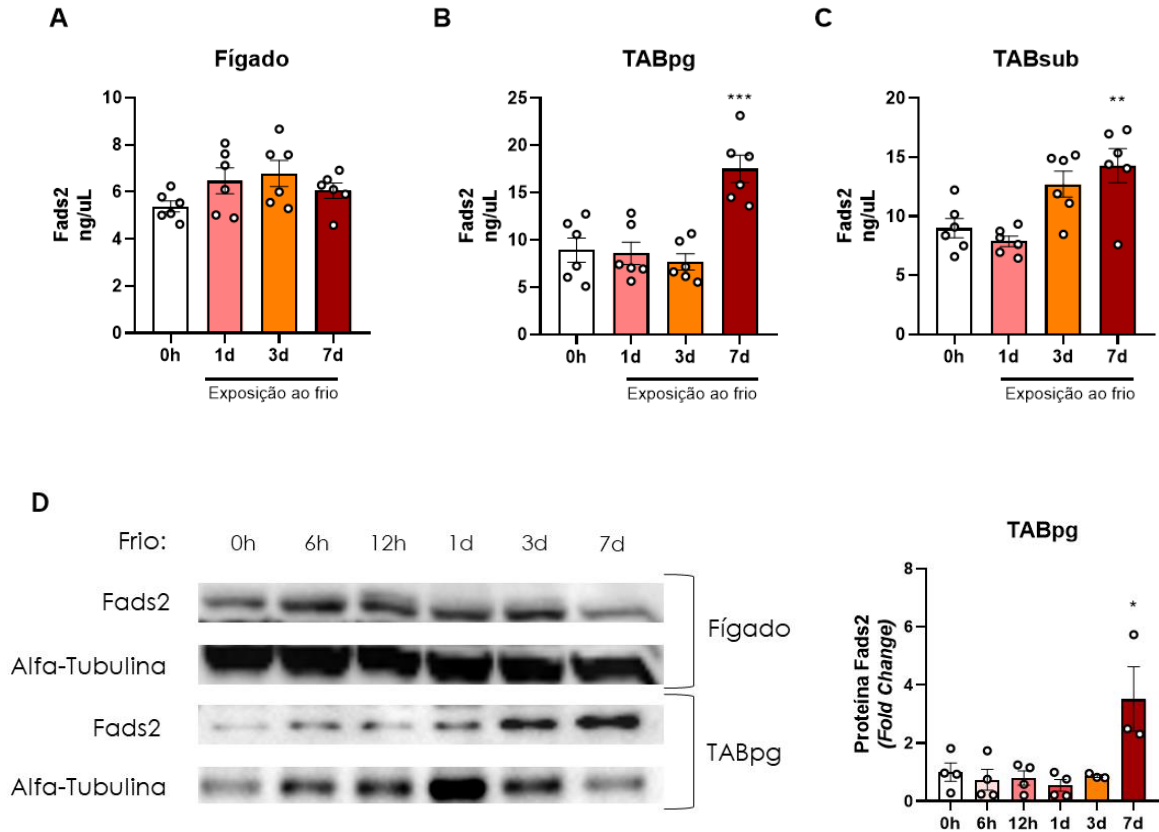 A
B
C
Fígado
TABpg
TABsub
Fads2
ng/uL
10
8
6
4
2
0
0h 1d 3d 7d
Exposição ao frio
Fads2
ng/uL
25
20
15
10
5
0
***
0h 1d 3d 7d
Exposição ao frio
Fads2
ng/uL
20
15
10
5
0
**
0h 1d 3d 7d
Exposição ao frio
D
Frio: 0h 6h 12h 1d 3d 7d
Fads2
Alfa-Tubulina
Fígado
Fads2
Alfa-Tubulina
TABpg
TABpg
Proteína Fads2
(Fold Change)
8
6
4
2
0
*
0h 6h 12h 1d 3d 7d